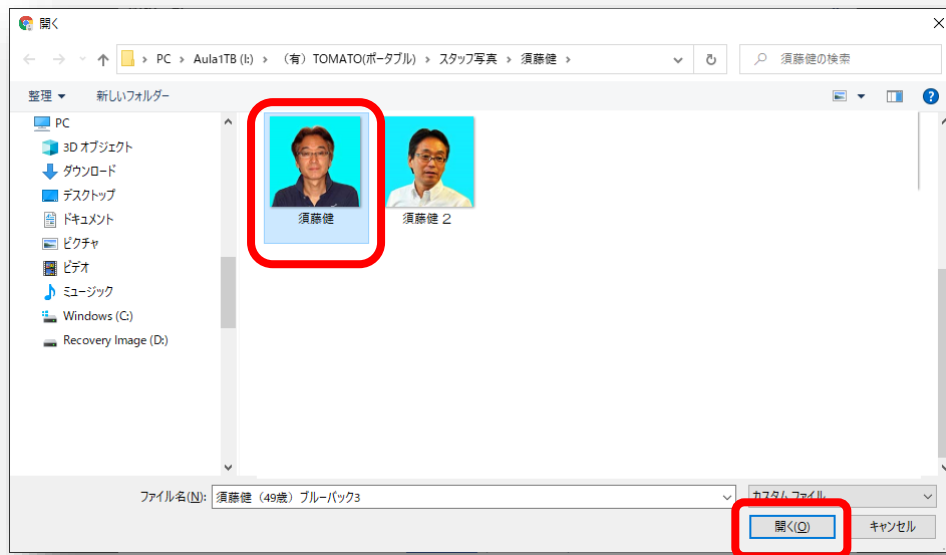 開く
PC › Aula1TB (I:) › （有）TOMATO(ポータブル) › スタッフ写真 › 須藤健 ›
須藤健の検索
整理
新しいフォルダー
PC
3D オブジェクト
ダウンロード
デスクトップ
ドキュメント
ピクチャ
ビデオ
ミュージック
Windows (C:)
Recovery Image (D:)
須藤健
須藤健 2
ファイル名(N):
須藤健（49歳）ブルーバック3
カスタム ファイル
開く(O)
キャンセル